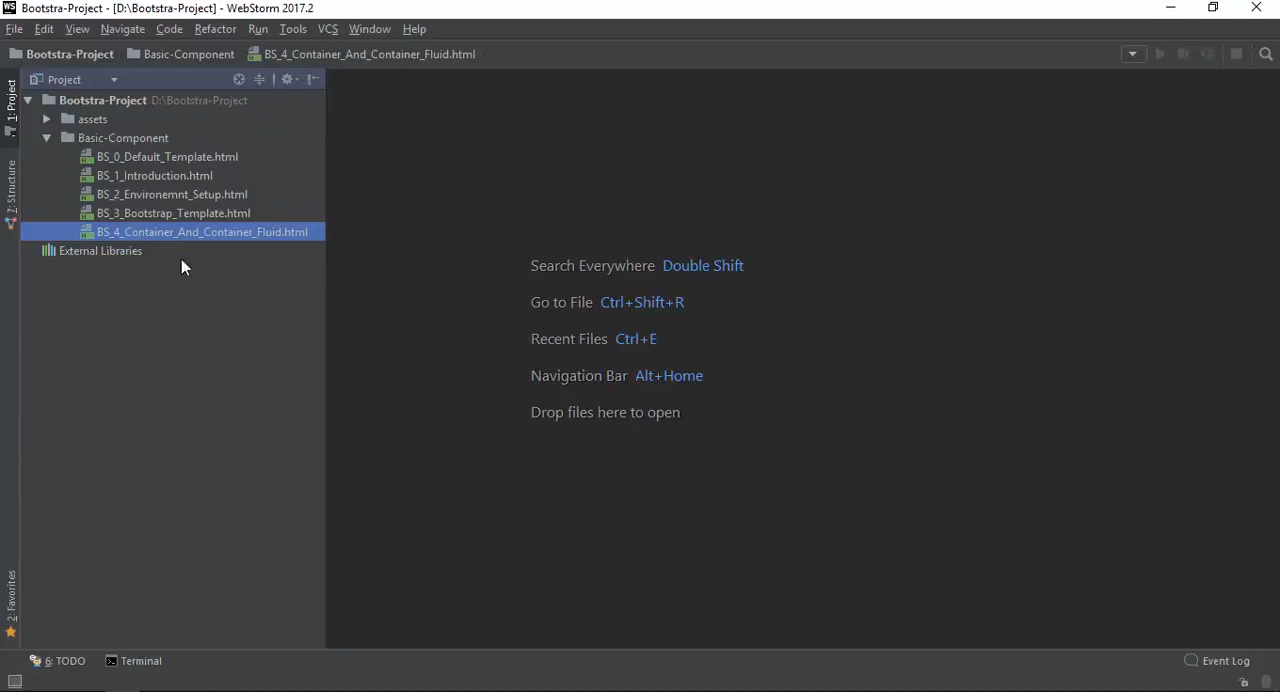 WS Bootstra-Project - [D:\Bootstra-Project] - WebStorm 2017.2
File Edit View Navigate Code Refactor Run Tools VCS Window Help
Bootstra-Project Basic-Component BS_4_Container_And_Container_Fluid.html
1: Project
Project
Bootstra-Project D:\Bootstra-Project
assets
Basic-Component
BS_0_Default_Template.html
BS_1_Introduction.html
BS_2_Environemnt_Setup.html
BS_3_Bootstrap_Template.html
BS_4_Container_And_Container_Fluid.html
External Libraries
7: Structure
Search Everywhere Double Shift
Go to File Ctrl+Shift+R
Recent Files Ctrl+E
Navigation Bar Alt+Home
Drop files here to open
2: Favorites
6: TODO Terminal Event Log